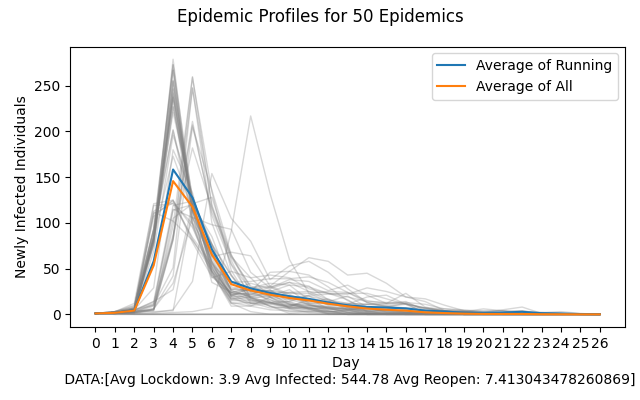 Epidemic Profiles for 50 Epidemics
Average of Running
Average of All
Newly Infected Individuals
250
200
150
100
50
0
0 1 2 3 4 5 6 7 8 9 10 11 12 13 14 15 16 17 18 19 20 21 22 23 24 25 26
Day
DATA:[Avg Lockdown: 3.9 Avg Infected: 544.78 Avg Reopen: 7.413043478260869]